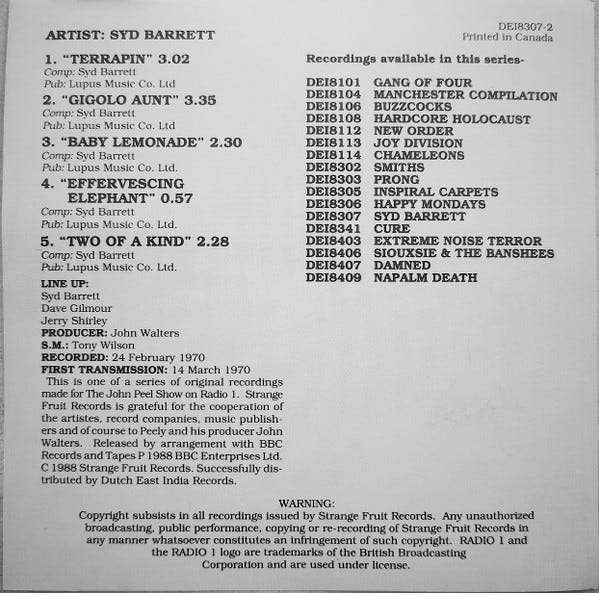 ARTIST: SYD BARRETT
DEI8307-2
Printed in Canada
1. “TERRAPIN” 3.02
Comp: Syd Barrett
Pub: Lupus Music Co. Ltd
2. “GIGOLO AUNT” 3.35
Comp: Syd Barrett
Pub: Lupus Music Co. Ltd
3. “BABY LEMONADE” 2.30
Comp: Syd Barrett
Pub: Lupus Music Co. Ltd.
4. “EFFERVESCING
ELEPHANT” 0.57
Comp: Syd Barrett
Pub: Lupus Music Co. Ltd.
5. “TWO OF A KIND” 2.28
Comp: Syd Barrett
Pub: Lupus Music Co. Ltd.
LINE UP:
Syd Barrett
Dave Gilmour
Jerry Shirley
PRODUCER: John Walters
S.M.: Tony Wilson
RECORDED: 24 February 1970
FIRST TRANSMISSION: 14 March 1970
This is one of a series of original recordings
made for The John Peel Show on Radio 1. Strange
Fruit Records is grateful for the cooperation of
the artistes, record companies, music publish-
ers and of course to Peely and his producer John
Walters. Released by arrangement with BBC
Records and Tapes P 1988 BBC Enterprises Ltd.
C 1988 Strange Fruit Records. Successfully dis-
tributed by Dutch East India Records.
Recordings available in this series-
DEI8101 GANG OF FOUR
DEI8104 MANCHESTER COMPILATION
DEI8106 BUZZCOCKS
DEI8108 HARDCORE HOLOCAUST
DEI8112 NEW ORDER
DEI8113 JOY DIVISION
DEI8114 CHAMELEONS
DEI8302 SMITHS
DEI8303 PRONG
DEI8305 INSPIRAL CARPETS
DEI8306 HAPPY MONDAYS
DEI8307 SYD BARRETT
DEI8341 CURE
DEI8403 EXTREME NOISE TERROR
DEI8406 SIOUXSIE & THE BANSHEES
DEI8407 DAMNED
DEI8409 NAPALM DEATH
WARNING:
Copyright subsists in all recordings issued by Strange Fruit Records. Any unauthorized
broadcasting, public performance, copying or re-recording of Strange Fruit Records in
any manner whatsoever constitutes an infringement of such copyright. RADIO 1 and
the RADIO 1 logo are trademarks of the British Broadcasting
Corporation and are used under license.